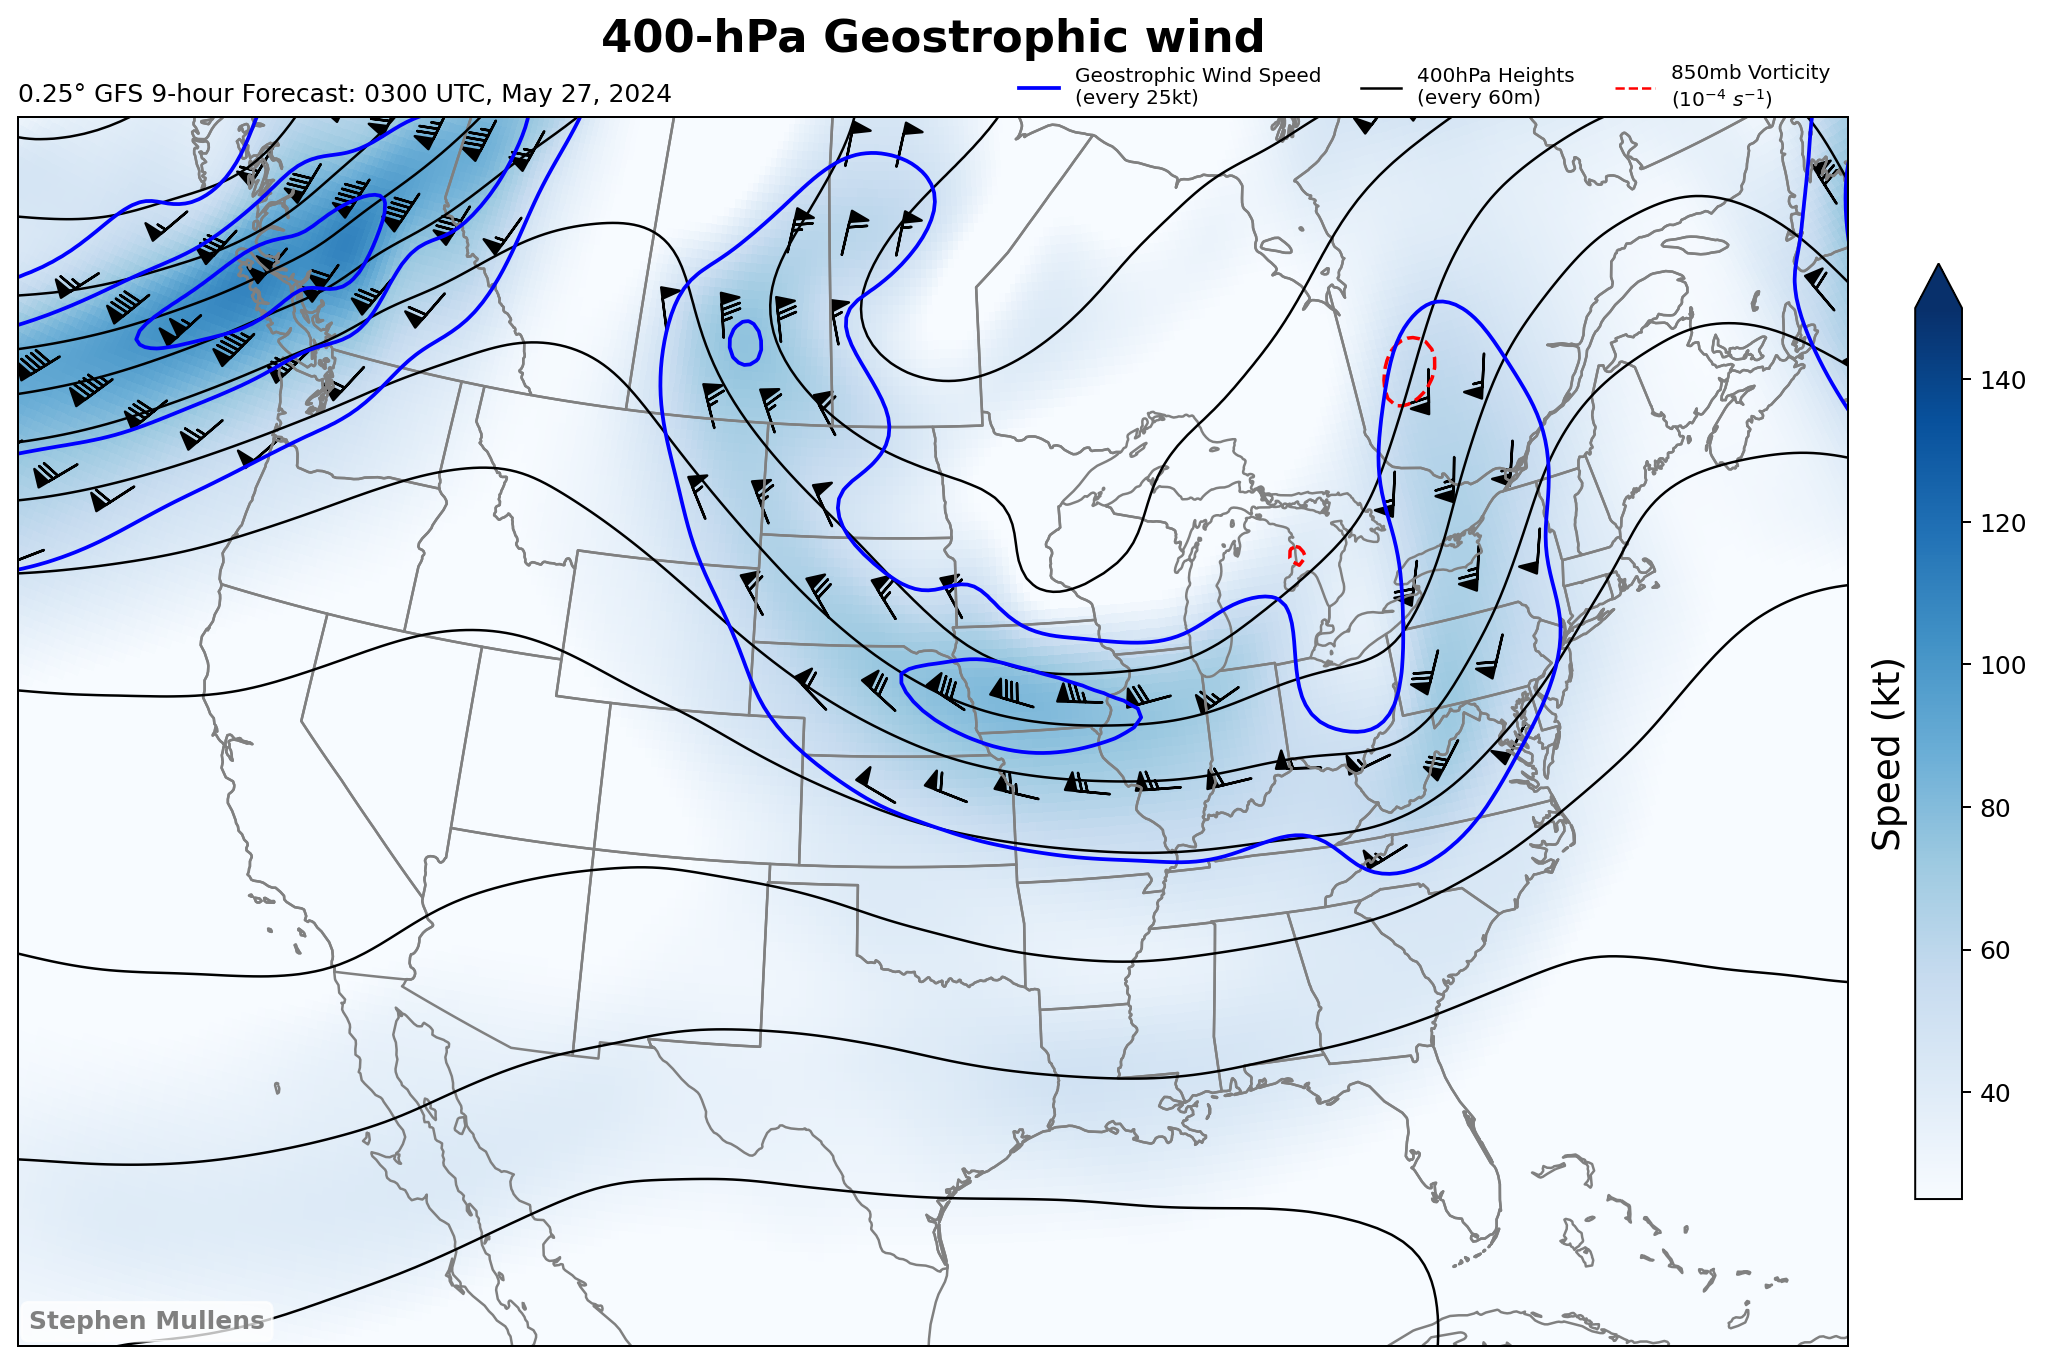 400-hPa Geostrophic wind
0.25° GFS 9-hour Forecast: 0300 UTC, May 27, 2024
Geostrophic Wind Speed
(every 25kt)
400hPa Heights
(every 60m)
850mb Vorticity
(10⁻⁴ s⁻¹)
140
120
100
80
60
40
Speed (kt)
Stephen Mullens